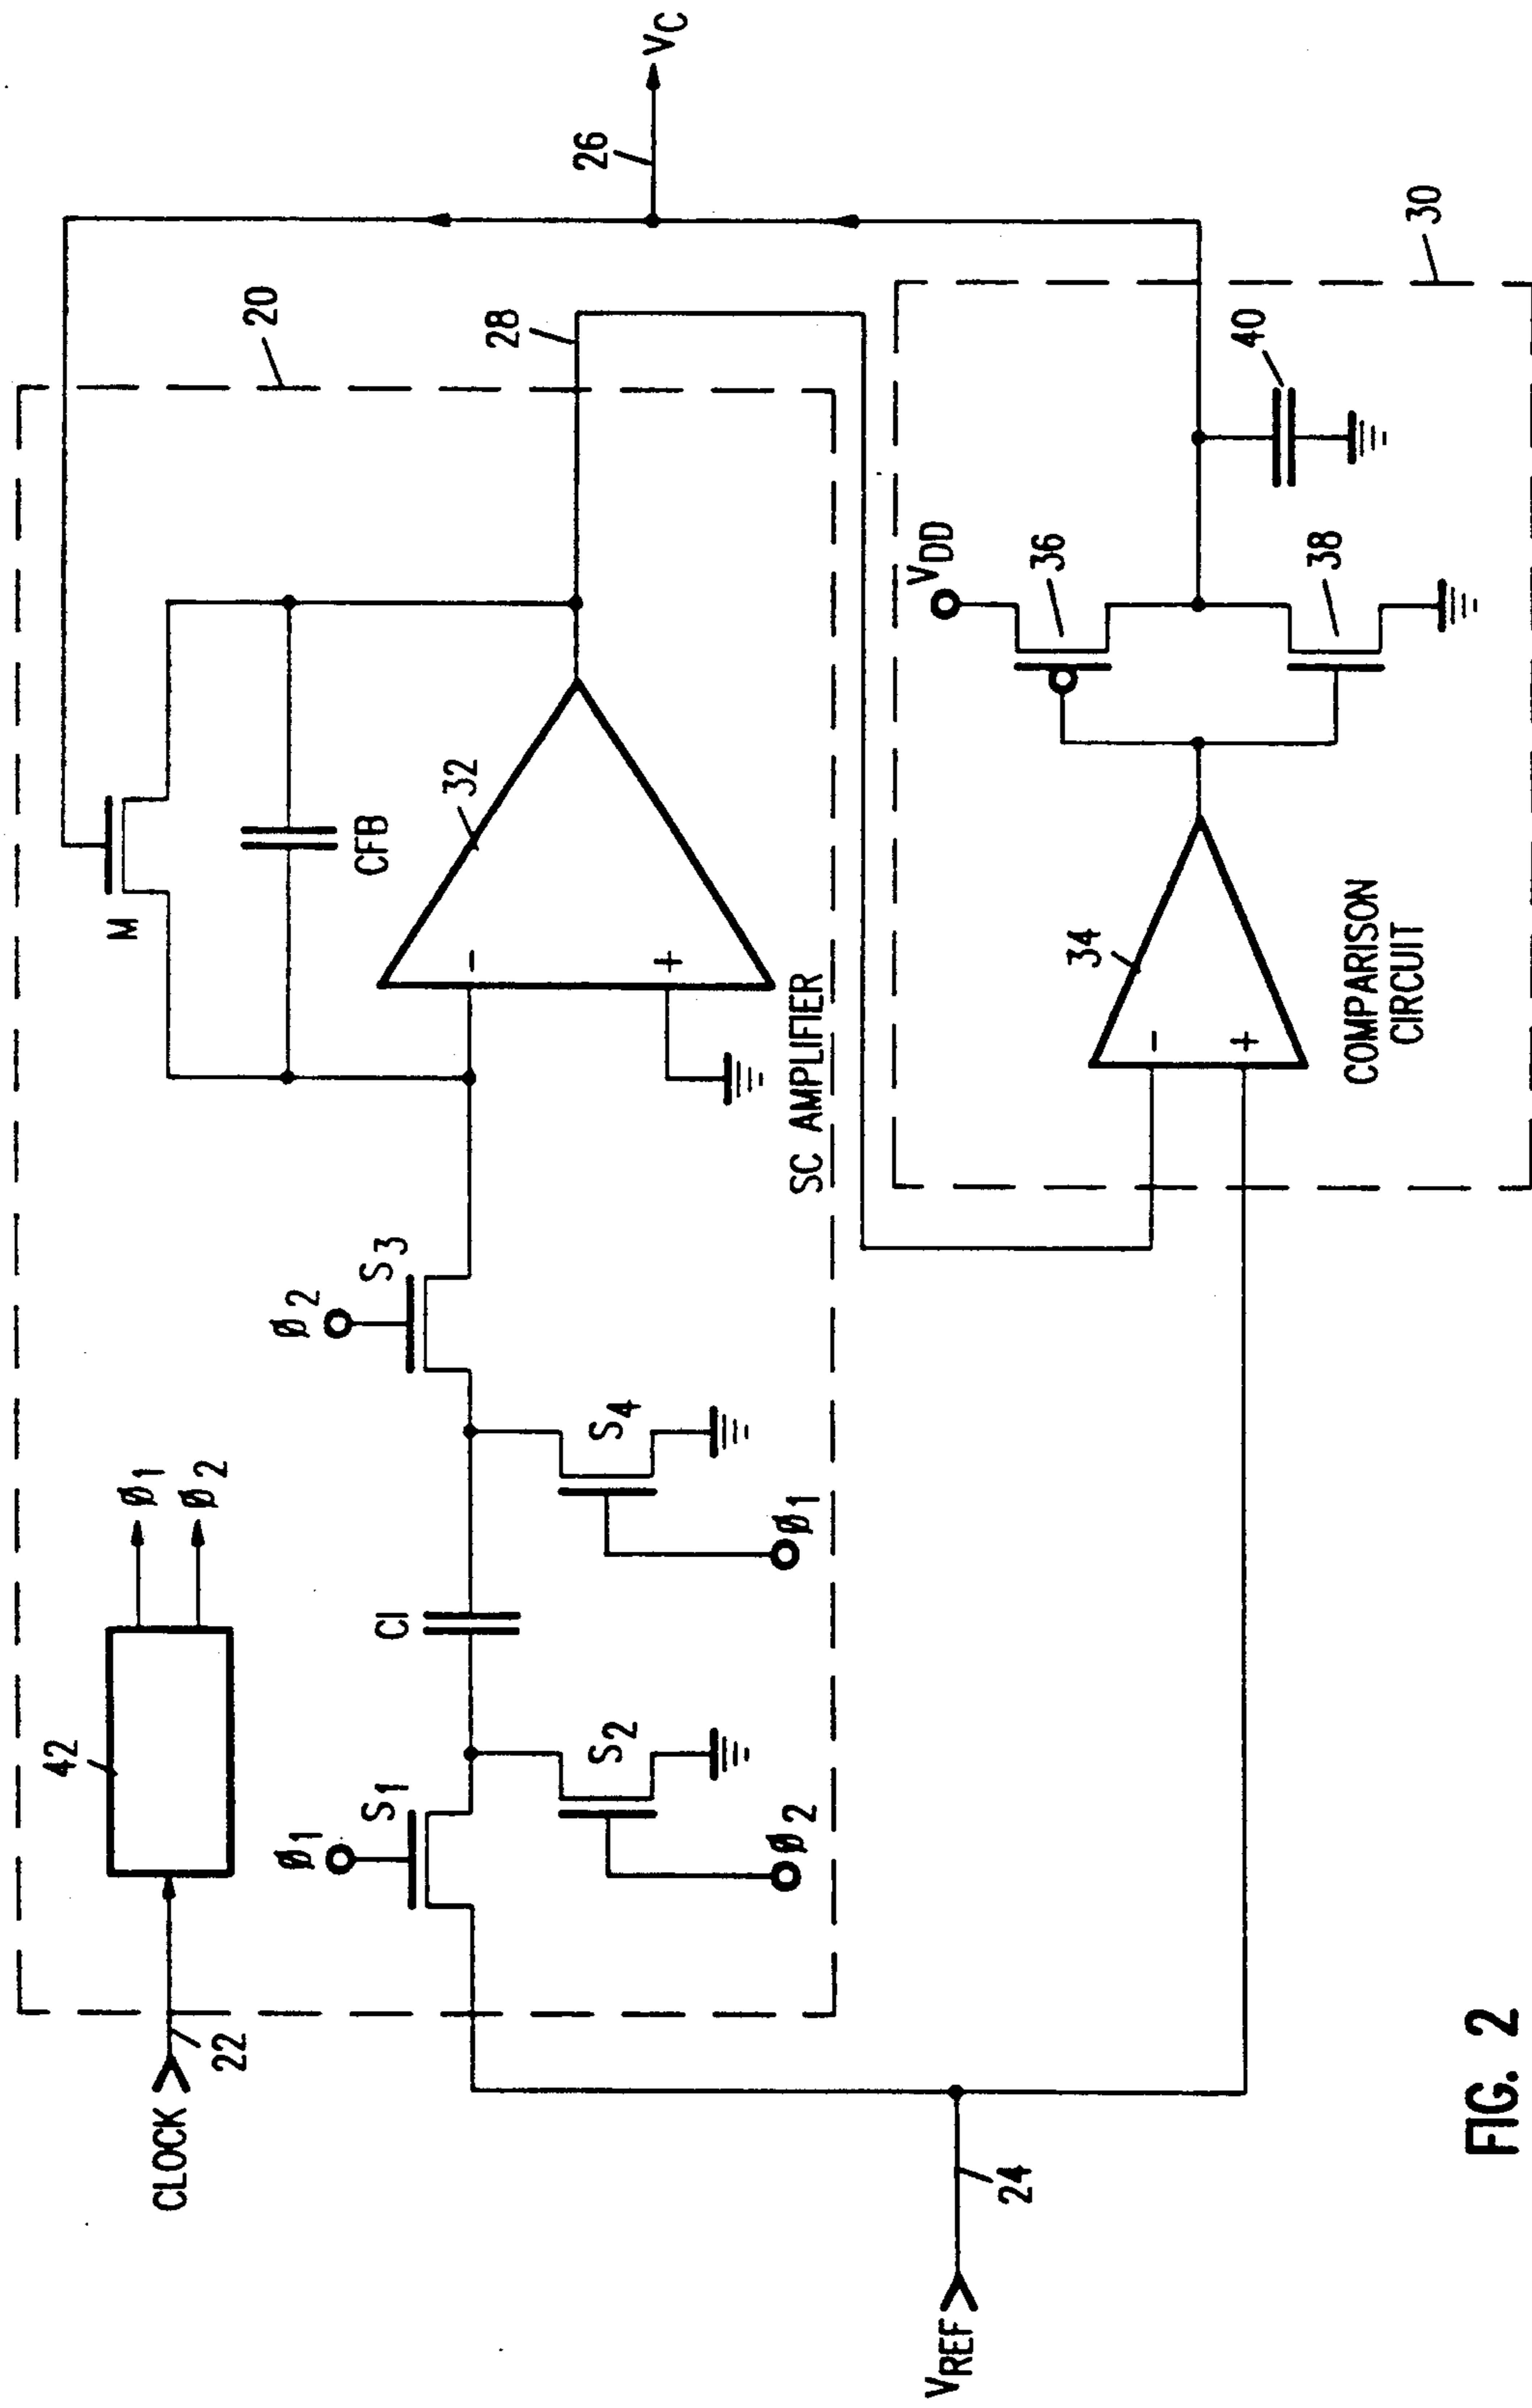 CLOCK
22
42
ø1
ø2
20
M
CFB
ø1
S1
CI
ø2
S3
32
-
+
28
26
VC
S2
ø2
S4
ø1
SC AMPLIFIER
VREF
24
VDD
36
34
-
+
38
40
30
COMPARISON
CIRCUIT
FIG. 2